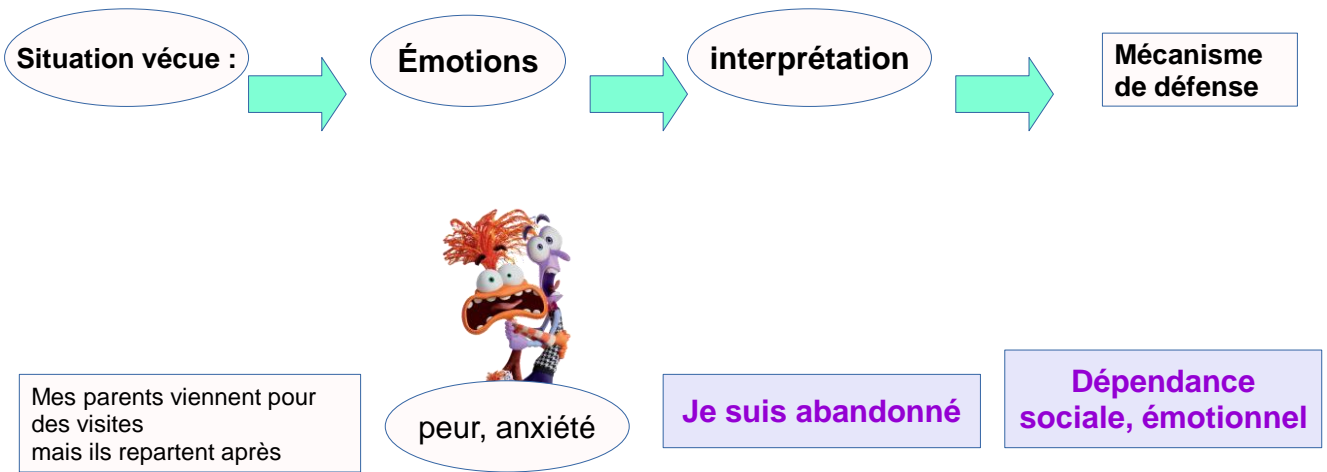 Situation vécue :
Émotions
interprétation
Mécanisme
de défense
Mes parents viennent pour
des visites
mais ils repartent après
peur, anxiété
Je suis abandonné
Dépendance
sociale, émotionnel